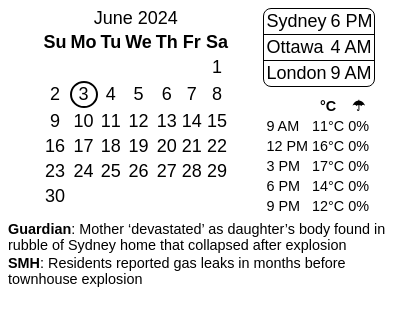 June 2024
Su Mo Tu We Th Fr Sa
1
2 3 4 5 6 7 8
9 10 11 12 13 14 15
16 17 18 19 20 21 22
23 24 25 26 27 28 29
30
Sydney 6 PM
Ottawa 4 AM
London 9 AM
°C ☂
9 AM 11°C 0%
12 PM 16°C 0%
3 PM 17°C 0%
6 PM 14°C 0%
9 PM 12°C 0%
Guardian: Mother ‘devastated’ as daughter’s body found in
rubble of Sydney home that collapsed after explosion
SMH: Residents reported gas leaks in months before
townhouse explosion